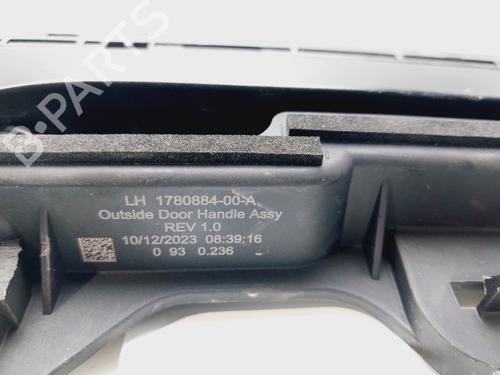 B-PARTS
LH 1780884-00-A
Outside Door Handle Assy
REV 1.0
10/12/2023 08:39:16
0 93 0.236